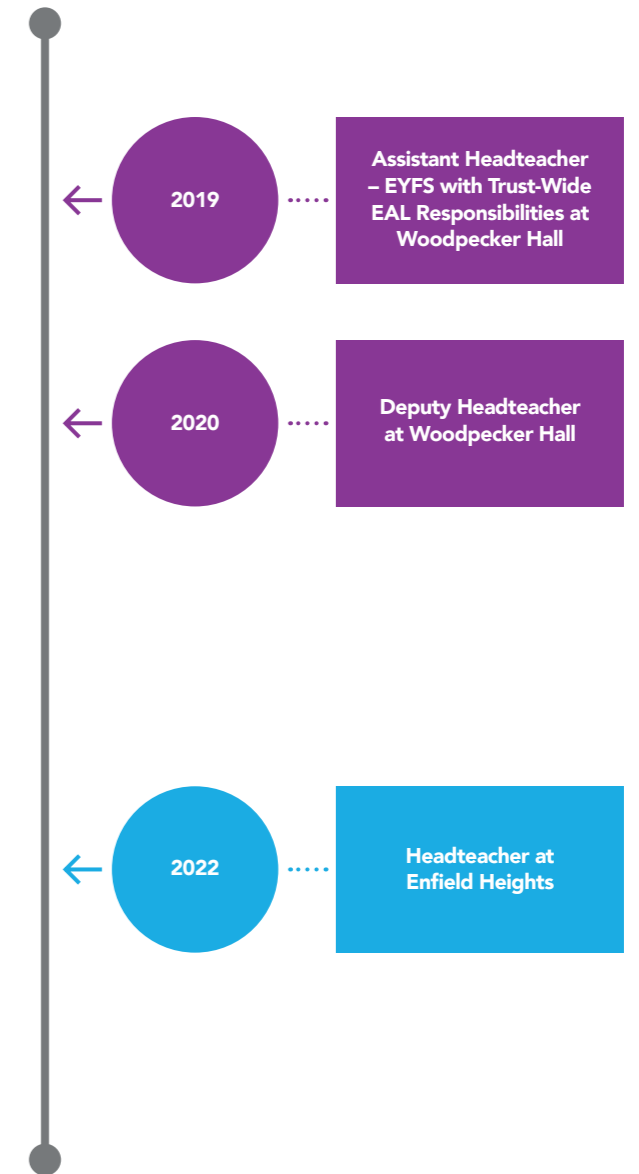 2019
Assistant Headteacher
– EYFS with Trust-Wide
EAL Responsibilities at
Woodpecker Hall
2020
Deputy Headteacher
at Woodpecker Hall
2022
Headteacher at
Enfield Heights